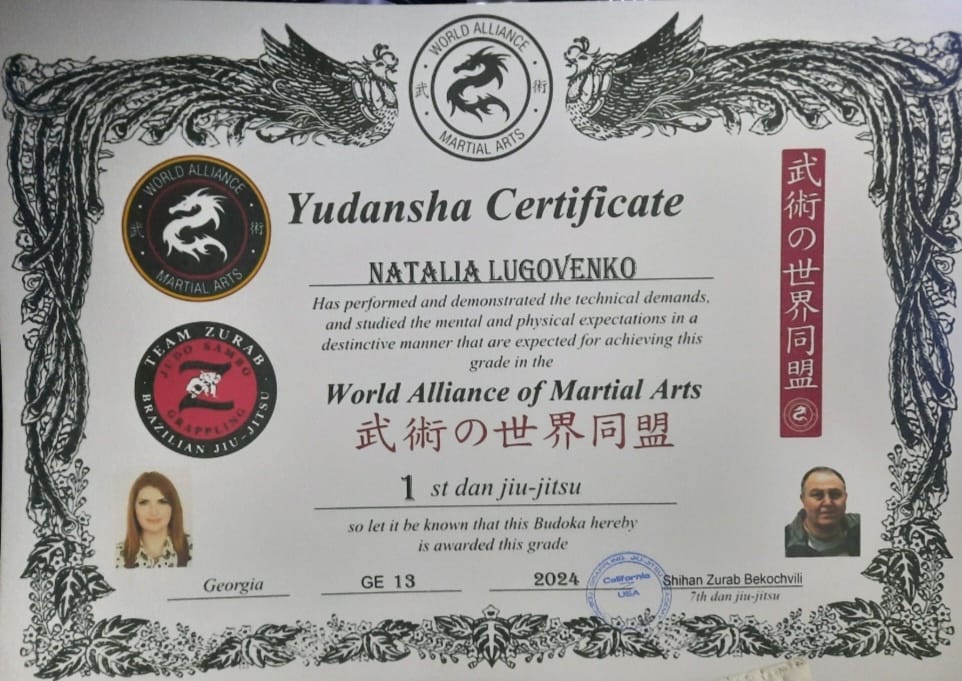 WORLD ALLIANCE
武 術
MARTIAL ARTS
WORLD ALLIANCE
武 術
MARTIAL ARTS
Yudansha Certificate
武術の世界同盟
NATALIA LUGOVENKO
Has performed and demonstrated the technical demands,
and studied the mental and physical expectations in a
destinctive manner that are expected for achieving this
grade in the
TEAM ZURAB
JUDO SAMBO
Z
GRAPPLING
BRAZILIAN JIU-JITSU
World Alliance of Martial Arts
武術の世界同盟
1 st dan jiu-jitsu
so let it be known that this Budoka hereby
is awarded this grade
Georgia GE 13 2024 Shihan Zurab Bekochvili
7th dan jiu-jitsu
GRAPPLING JIU-JITSU
California
USA